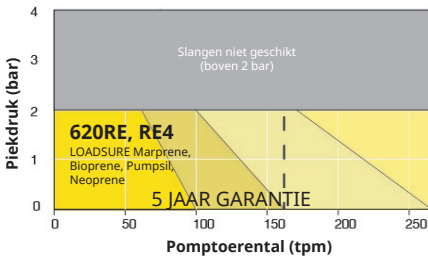 Piekdruk (bar)
4
3
2
1
0
Slangen niet geschikt
(boven 2 bar)
620RE, RE4
LOADSURE Marprene,
Bioprene, Pumpsil,
Neoprene
5 JAAR GARANTIE
0 50 100 150 200 250
Pomptoerental (tpm)